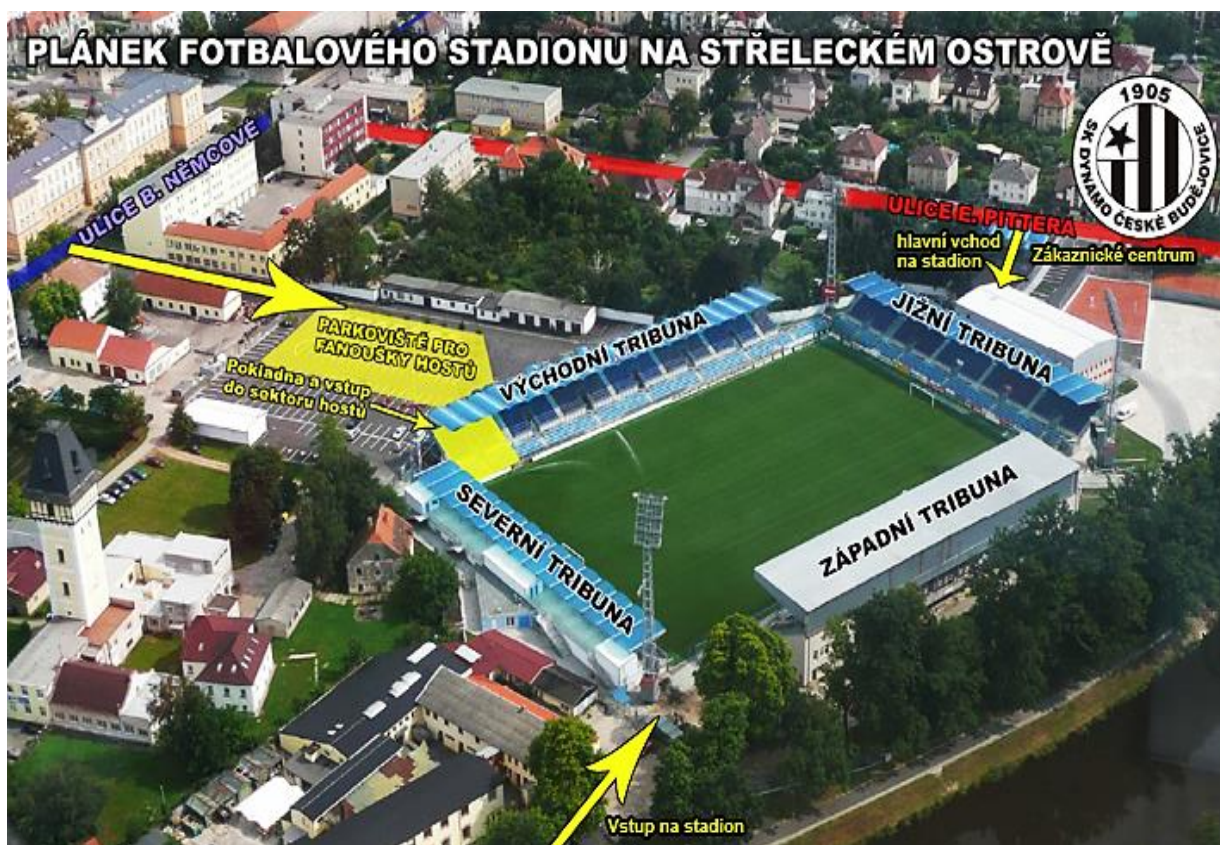 PLÁNEK FOTBALOVÉHO STADIONU NA STŘELECKÉM OSTROVĚ
1905
SK DYNAMO ČESKÉ BUDĚJOVICE
ULICE B. NĚMCOVÉ
ULICE E. PITTERA
hlavní vchod
na stadion
Zákaznické centrum
PARKOVIŠTĚ PRO
FANOUŠKY HOSTŮ
Pokladna a vstup
do sektoru hostů
VÝCHODNÍ TRIBUNA
JIŽNÍ TRIBUNA
SEVERNÍ TRIBUNA
ZÁPADNÍ TRIBUNA
Vstup na stadion